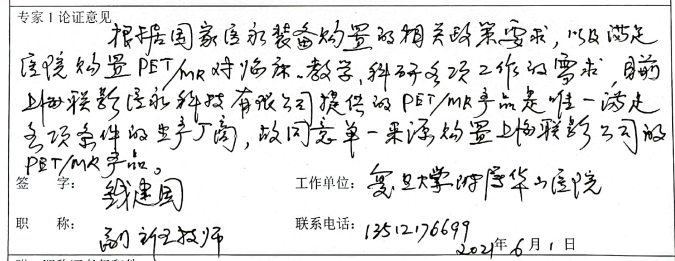 专家1论证意见
根据国家医疗装备购置的相关政策要求，以及满足
医院购置PET/MR对临床、教学、科研各项工作的需求，目前
上海联影医疗科技有限公司提供的PET/MR产品是唯一满足
各项条件的生产厂商，故同意单一来源购置上海联影公司的
PET/MR产品。
签 字： 钱建国 工作单位： 复旦大学附属华山医院
职 称： 副主任技师 联系电话： 13512176699
2021年6月1日